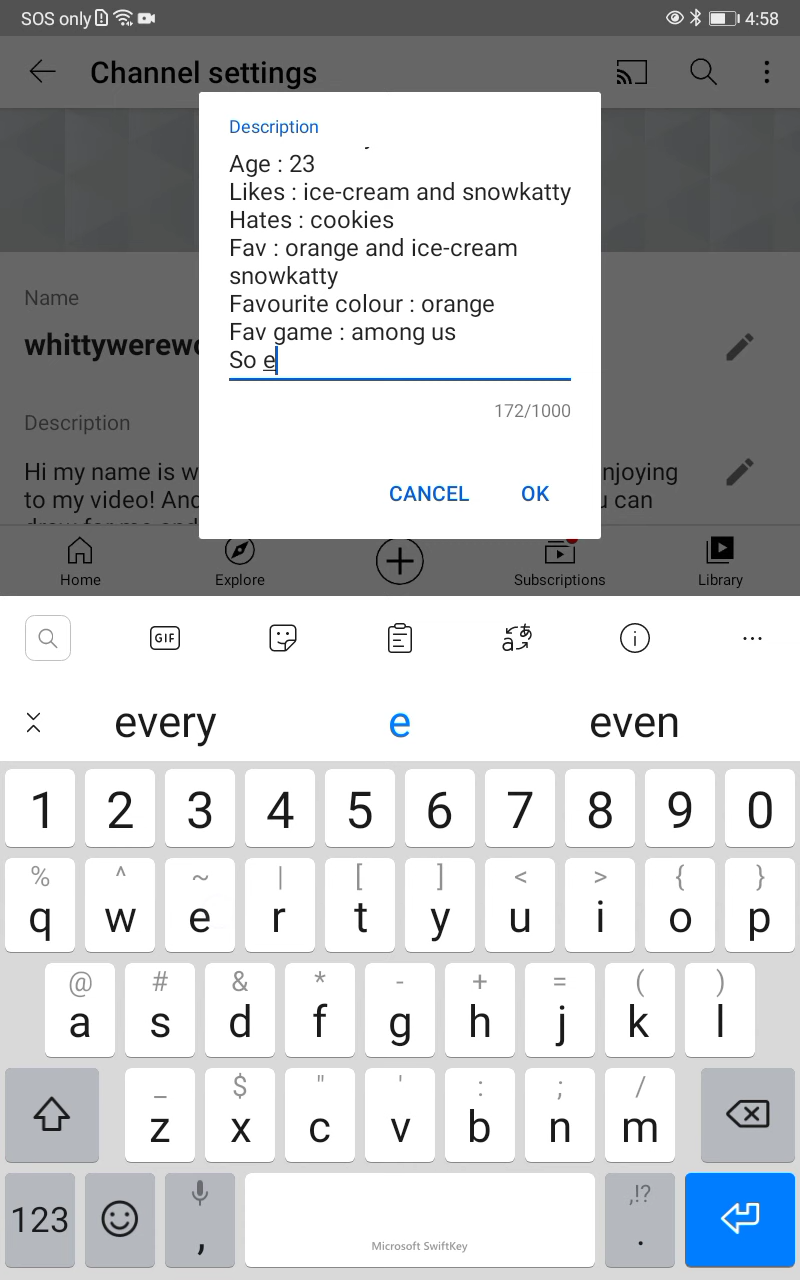 SOS only 4:58
Channel settings
Description
Age : 23
Likes : ice-cream and snowkatty
Hates : cookies
Fav : orange and ice-cream
snowkatty
Favourite colour : orange
Fav game : among us
So e
172/1000
CANCEL OK
Name
whittywerew
Description
Hi my name is w njoying
to my video! And u can
Home Explore Subscriptions Library
GIF
every e even
1 2 3 4 5 6 7 8 9 0
% ^ ~ | [ ] < > { }
q w e r t y u i o p
@ # & * - + = ( )
a s d f g h j k l
_ $ " ' : ; /
z x c v b n m
123 , ,!? .
Microsoft SwiftKey